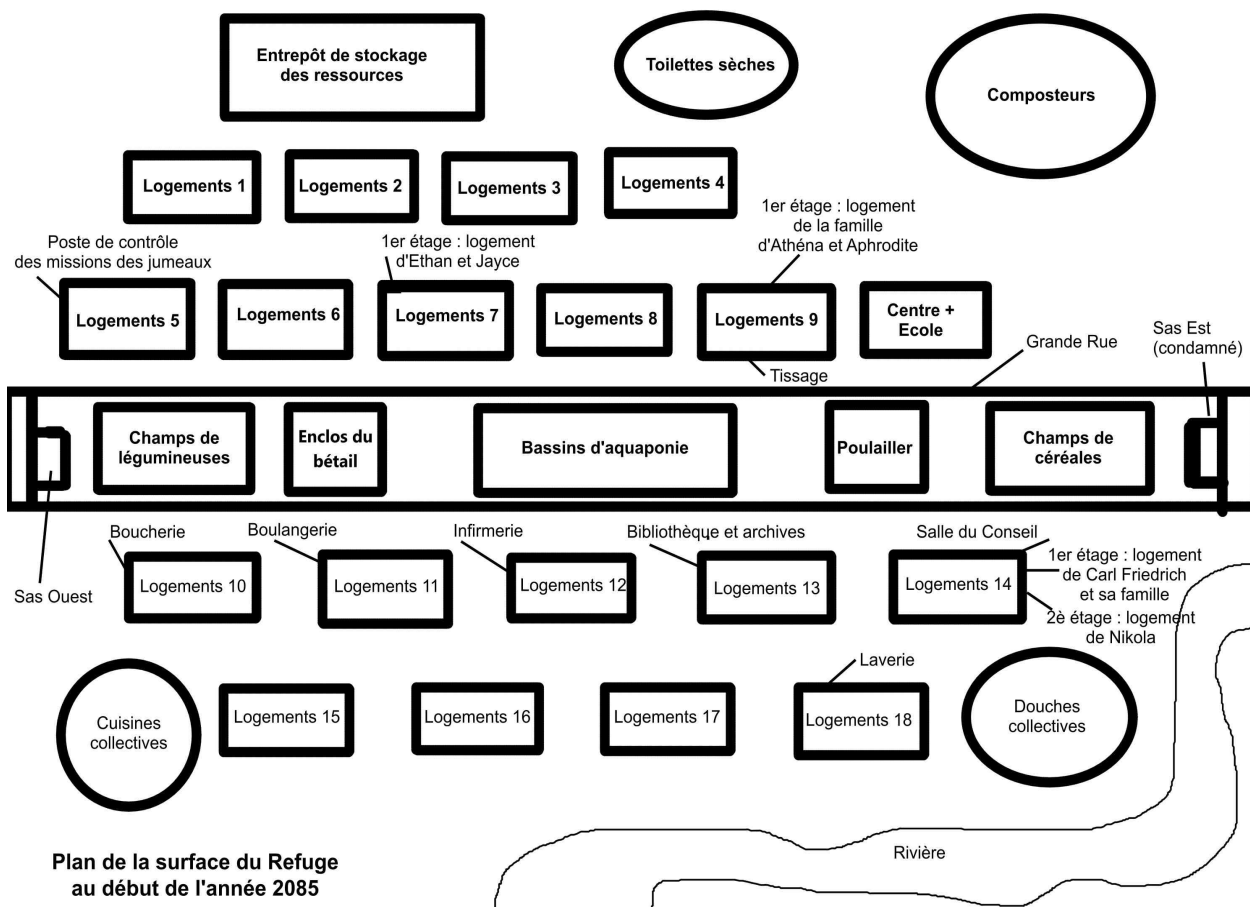 Entrepôt de stockage
des ressources
Toilettes sèches
Composteurs
Logements 1
Logements 2
Logements 3
Logements 4
1er étage : logement
de la famille
d'Athéna et Aphrodite
Poste de contrôle
des missions des jumeaux
1er étage : logement
d'Ethan et Jayce
Logements 5
Logements 6
Logements 7
Logements 8
Logements 9
Centre +
Ecole
Tissage
Grande Rue
Sas Est
(condamné)
Champs de
légumineuses
Enclos du
bétail
Bassins d'aquaponie
Poulailler
Champs de
céréales
Sas Ouest
Boucherie
Boulangerie
Infirmerie
Bibliothèque et archives
Salle du Conseil
Logements 10
Logements 11
Logements 12
Logements 13
Logements 14
1er étage : logement
de Carl Friedrich
et sa famille
2è étage : logement
de Nikola
Laverie
Cuisines
collectives
Logements 15
Logements 16
Logements 17
Logements 18
Douches
collectives
Rivière
Plan de la surface du Refuge
au début de l'année 2085